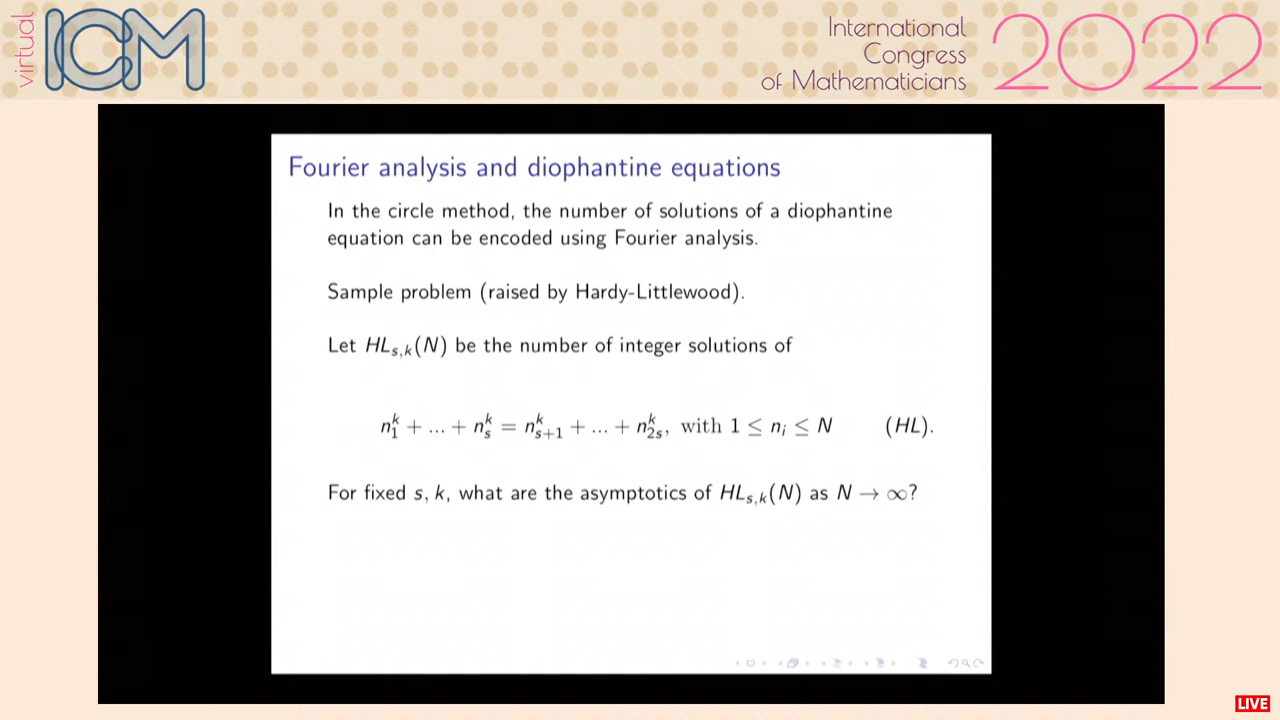 virtual
ICM
International
Congress
of Mathematicians
2022
Fourier analysis and diophantine equations
In the circle method, the number of solutions of a diophantine
equation can be encoded using Fourier analysis.
Sample problem (raised by Hardy-Littlewood).
Let HL_{s,k}(N) be the number of integer solutions of
n_1^k + ... + n_s^k = n_{s+1}^k + ... + n_{2s}^k, with 1 ≤ n_i ≤ N (HL).
For fixed s, k, what are the asymptotics of HL_{s,k}(N) as N → ∞?
LIVE